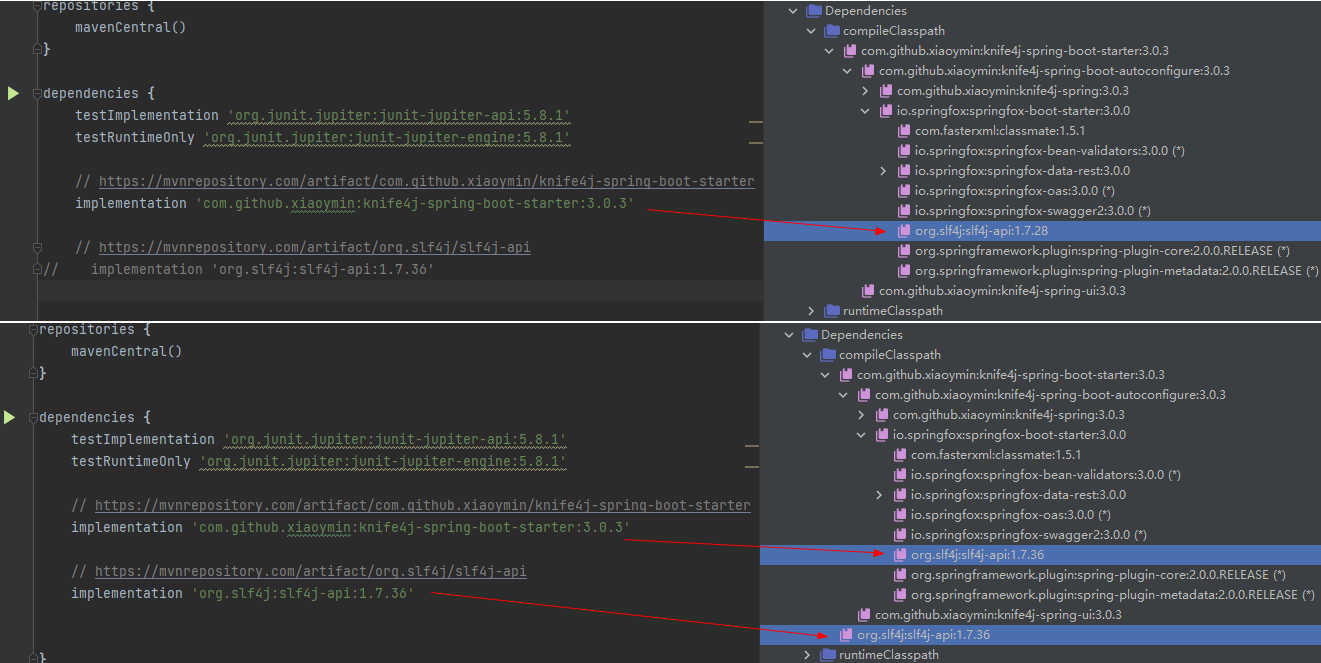 repositories {
mavenCentral()
}
dependencies {
testImplementation 'org.junit.jupiter:junit-jupiter-api:5.8.1'
testRuntimeOnly 'org.junit.jupiter:junit-jupiter-engine:5.8.1'
// https://mvnrepository.com/artifact/com.github.xiaoymin/knife4j-spring-boot-starter
implementation 'com.github.xiaoymin:knife4j-spring-boot-starter:3.0.3'
// https://mvnrepository.com/artifact/org.slf4j/slf4j-api
// implementation 'org.slf4j:slf4j-api:1.7.36'
Dependencies
compileClasspath
com.github.xiaoymin:knife4j-spring-boot-starter:3.0.3
com.github.xiaoymin:knife4j-spring-boot-autoconfigure:3.0.3
com.github.xiaoymin:knife4j-spring:3.0.3
io.springfox:springfox-boot-starter:3.0.0
com.fasterxml:classmate:1.5.1
io.springfox:springfox-bean-validators:3.0.0 (*)
io.springfox:springfox-data-rest:3.0.0
io.springfox:springfox-oas:3.0.0 (*)
io.springfox:springfox-swagger2:3.0.0 (*)
org.slf4j:slf4j-api:1.7.28
org.springframework.plugin:spring-plugin-core:2.0.0.RELEASE (*)
org.springframework.plugin:spring-plugin-metadata:2.0.0.RELEASE (*)
com.github.xiaoymin:knife4j-spring-ui:3.0.3
runtimeClasspath
repositories {
mavenCentral()
}
dependencies {
testImplementation 'org.junit.jupiter:junit-jupiter-api:5.8.1'
testRuntimeOnly 'org.junit.jupiter:junit-jupiter-engine:5.8.1'
// https://mvnrepository.com/artifact/com.github.xiaoymin/knife4j-spring-boot-starter
implementation 'com.github.xiaoymin:knife4j-spring-boot-starter:3.0.3'
// https://mvnrepository.com/artifact/org.slf4j/slf4j-api
implementation 'org.slf4j:slf4j-api:1.7.36'
}
Dependencies
compileClasspath
com.github.xiaoymin:knife4j-spring-boot-starter:3.0.3
com.github.xiaoymin:knife4j-spring-boot-autoconfigure:3.0.3
com.github.xiaoymin:knife4j-spring:3.0.3
io.springfox:springfox-boot-starter:3.0.0
com.fasterxml:classmate:1.5.1
io.springfox:springfox-bean-validators:3.0.0 (*)
io.springfox:springfox-data-rest:3.0.0
io.springfox:springfox-oas:3.0.0 (*)
io.springfox:springfox-swagger2:3.0.0 (*)
org.slf4j:slf4j-api:1.7.36
org.springframework.plugin:spring-plugin-core:2.0.0.RELEASE (*)
org.springframework.plugin:spring-plugin-metadata:2.0.0.RELEASE (*)
com.github.xiaoymin:knife4j-spring-ui:3.0.3
org.slf4j:slf4j-api:1.7.36
runtimeClasspath